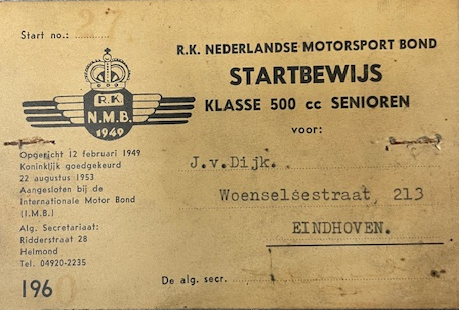 Start no.: 27
R.K. NEDERLANDSE MOTORSPORT BOND
STARTBEWIJS
KLASSE 500 cc SENIOREN
voor:
R.K.
N.M.B.
1949
Opgericht 12 februari 1949
Koninklijk goedgekeurd
22 augustus 1953
Aangesloten bij de
Internationale Motor Bond
(I.M.B.)
Alg. Secretariaat:
Ridderstraat 28
Helmond
Tel. 04920-2235
J.v.Dijk.
Woenselsestraat, 213
EINDHOVEN.
1960
De alg. secr.